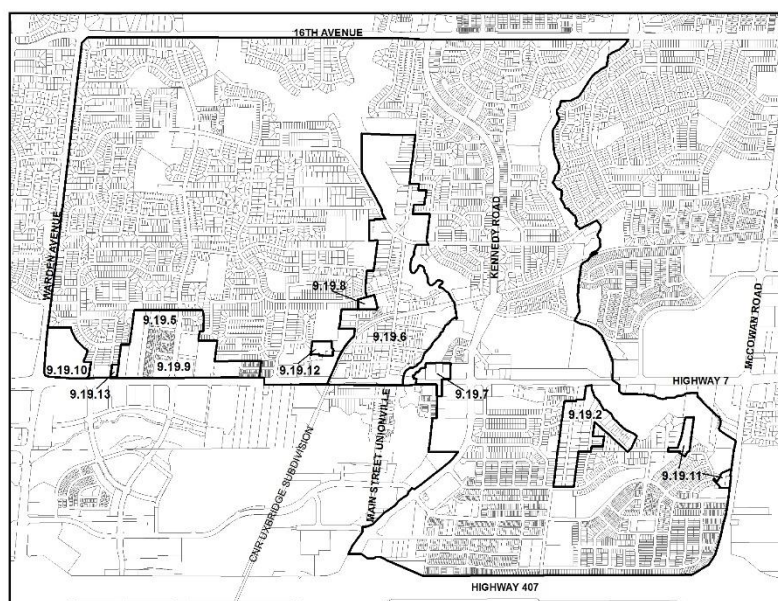 16TH AVENUE
WARDEN AVENUE
KENNEDY ROAD
McCOWAN ROAD
9.19.8
9.19.5
9.19.6
9.19.10
9.19.9
9.19.12
9.19.13
9.19.7
HIGHWAY 7
9.19.2
MAIN STREET UNIONVILLE
CNR UXBRIDGE SUBDIVISION
9.19.11
HIGHWAY 407